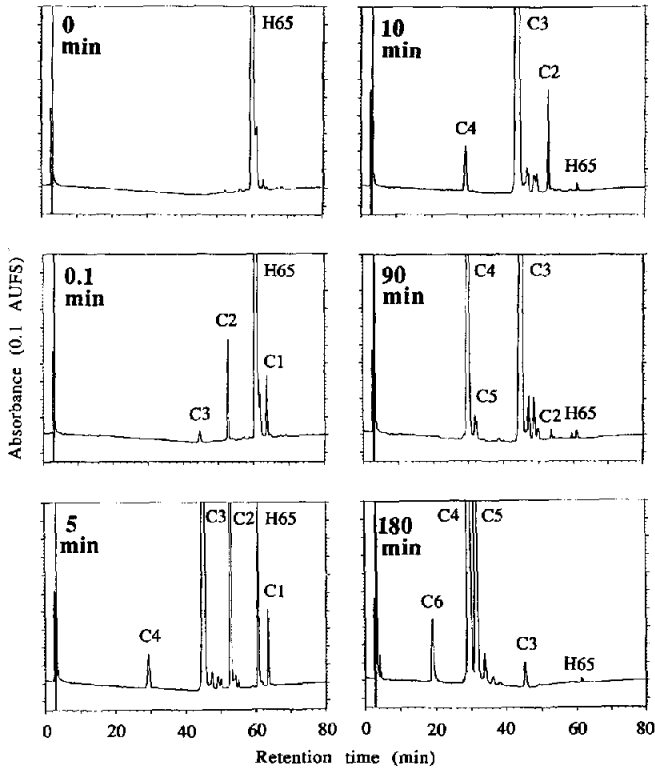 0 min
H65
10 min
C3
C2
C4
H65
0.1 min
H65
C2
C1
C3
90 min
C4
C3
C5
C2
H65
5 min
C3
C2
H65
C1
C4
180 min
C4
C5
C6
C3
H65
Absorbance (0.1 AUFS)
0 20 40 60 80
0 20 40 60 80
Retention time (min)